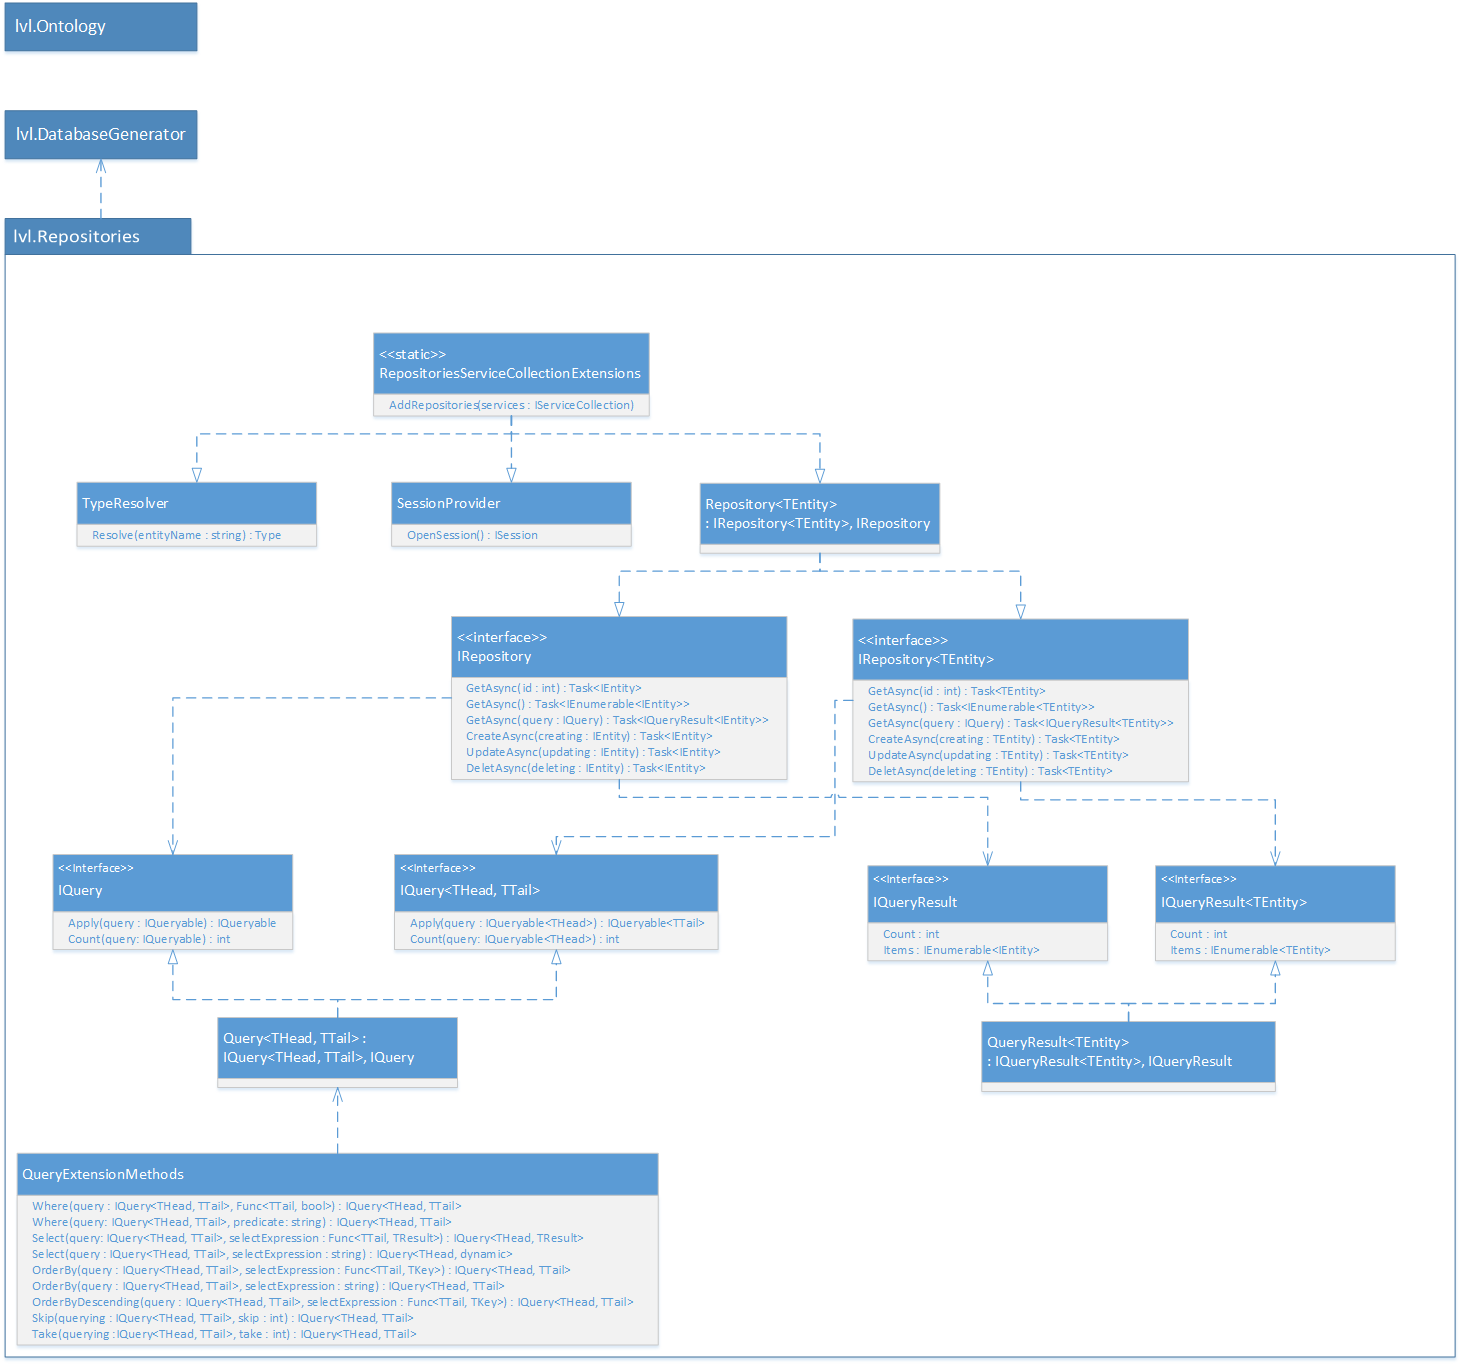 lvl.Ontology
lvl.DatabaseGenerator
lvl.Repositories
<<static>>
RepositoriesServiceCollectionExtensions
AddRepositories(services : IServiceCollection)
TypeResolver
Resolve(entityName : string) : Type
SessionProvider
OpenSession() : ISession
Repository<TEntity>
: IRepository<TEntity>, IRepository
<<interface>>
IRepository
GetAsync(id : int) : Task<IEntity>
GetAsync() : Task<IEnumerable<IEntity>>
GetAsync(query : IQuery) : Task<IQueryResult<IEntity>>
CreateAsync(creating : IEntity) : Task<IEntity>
UpdateAsync(updating : IEntity) : Task<IEntity>
DeletAsync(deleting : IEntity) : Task<IEntity>
<<interface>>
IRepository<TEntity>
GetAsync(id : int) : Task<TEntity>
GetAsync() : Task<IEnumerable<TEntity>>
GetAsync(query : IQuery) : Task<IQueryResult<TEntity>>
CreateAsync(creating : TEntity) : Task<TEntity>
UpdateAsync(updating : TEntity) : Task<TEntity>
DeletAsync(deleting : TEntity) : Task<TEntity>
<<Interface>>
IQuery
Apply(query : IQueryable) : IQueryable
Count(query: IQueryable) : int
<<Interface>>
IQuery<THead, TTail>
Apply(query : IQueryable<THead>) : IQueryable<TTail>
Count(query: IQueryable<THead>) : int
<<Interface>>
IQueryResult
Count : int
Items : IEnumerable<IEntity>
<<Interface>>
IQueryResult<TEntity>
Count : int
Items : IEnumerable<TEntity>
Query<THead, TTail> :
IQuery<THead, TTail>, IQuery
QueryResult<TEntity>
: IQueryResult<TEntity>, IQueryResult
QueryExtensionMethods
Where(query : IQuery<THead, TTail>, Func<TTail, bool>) : IQuery<THead, TTail>
Where(query: IQuery<THead, TTail>, predicate: string) : IQuery<THead, TTail>
Select(query: IQuery<THead, TTail>, selectExpression : Func<TTail, TResult>) : IQuery<THead, TResult>
Select(query : IQuery<THead, TTail>, selectExpression : string) : IQuery<THead, dynamic>
OrderBy(query : IQuery<THead, TTail>, selectExpression : Func<TTail, TKey>) : IQuery<THead, TTail>
OrderBy(query : IQuery<THead, TTail>, selectExpression : string) : IQuery<THead, TTail>
OrderByDescending(query : IQuery<THead, TTail>, selectExpression : Func<TTail, TKey>) : IQuery<THead, TTail>
Skip(querying : IQuery<THead, TTail>, skip : int) : IQuery<THead, TTail>
Take(querying :IQuery<THead, TTail>, take : int) : IQuery<THead, TTail>